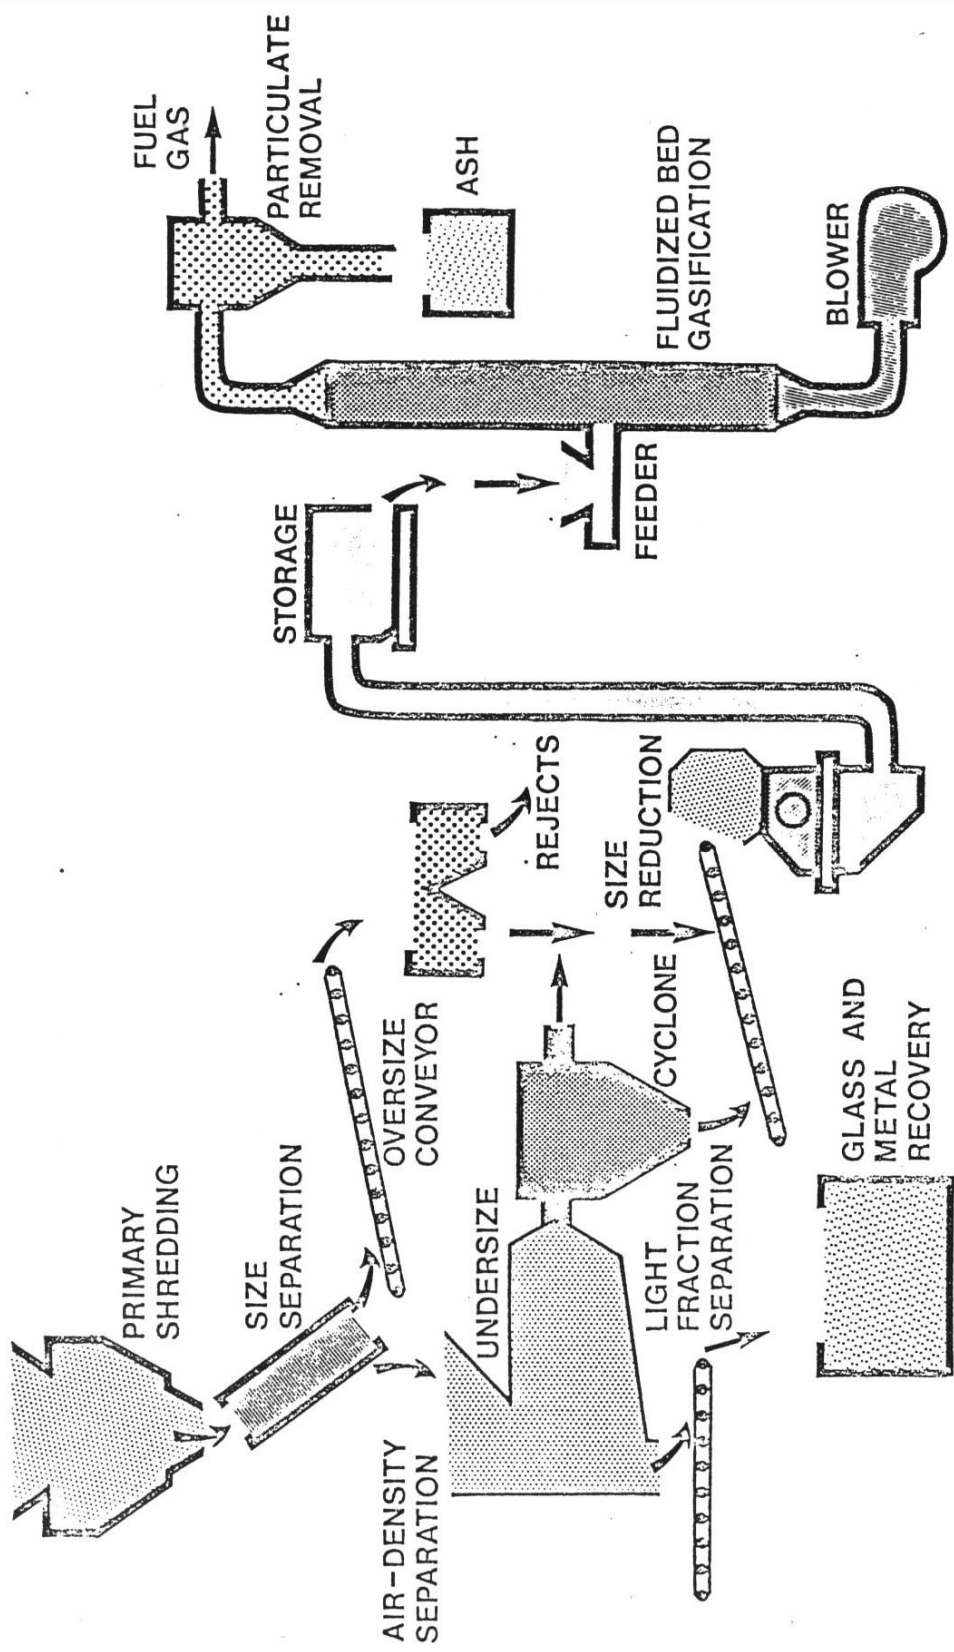 PRIMARY
SHREDDING
SIZE
SEPARATION
OVERSIZE
CONVEYOR
REJECTS
AIR-DENSITY
SEPARATION
UNDERSIZE
LIGHT
FRACTION
SEPARATION
CYCLONE
SIZE
REDUCTION
GLASS AND
METAL
RECOVERY
STORAGE
FEEDER
FUEL
GAS
PARTICULATE
REMOVAL
ASH
FLUIDIZED BED
GASIFICATION
BLOWER